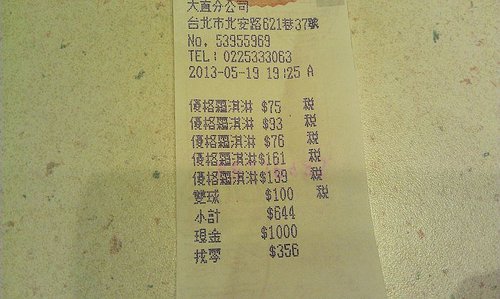 大直分公司
台北市北安路621巷37號
No. 53955969
TEL: 0225333063
2013-05-19 19:25 A
優格霜淇淋 $75 稅
優格霜淇淋 $93 稅
優格霜淇淋 $76 稅
優格霜淇淋$161 稅
優格霜淇淋$139 稅
雙球 $100 稅
小計 $644
現金 $1000
找零 $356